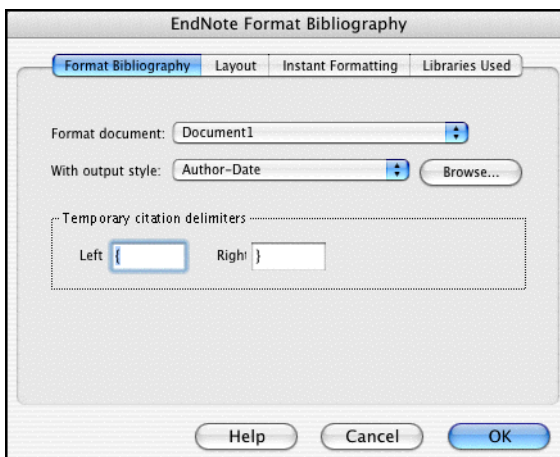 EndNote Format Bibliography
Format Bibliography Layout Instant Formatting Libraries Used
Format document: Document1
With output style: Author-Date Browse...
Temporary citation delimiters
Left { Right }
Help Cancel OK